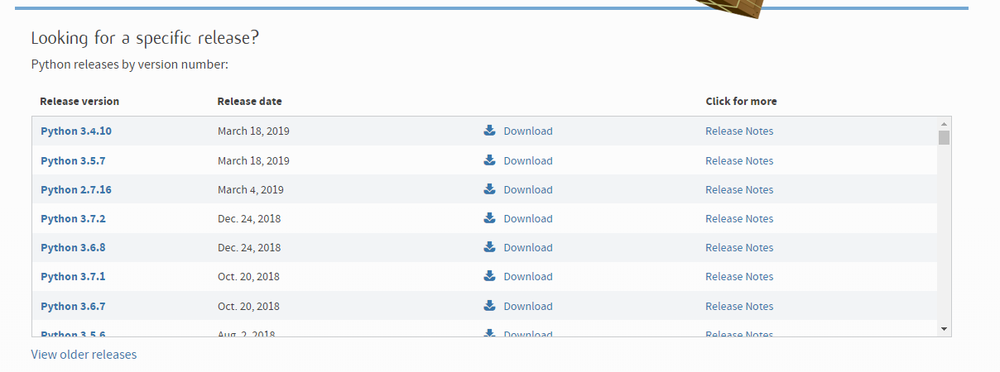 Looking for a specific release?
Python releases by version number:
Release version Release date Click for more
Python 3.4.10 March 18, 2019 Download Release Notes
Python 3.5.7 March 18, 2019 Download Release Notes
Python 2.7.16 March 4, 2019 Download Release Notes
Python 3.7.2 Dec. 24, 2018 Download Release Notes
Python 3.6.8 Dec. 24, 2018 Download Release Notes
Python 3.7.1 Oct. 20, 2018 Download Release Notes
Python 3.6.7 Oct. 20, 2018 Download Release Notes
Python 3.5.6 Aug. 2, 2018 Download Release Notes
View older releases